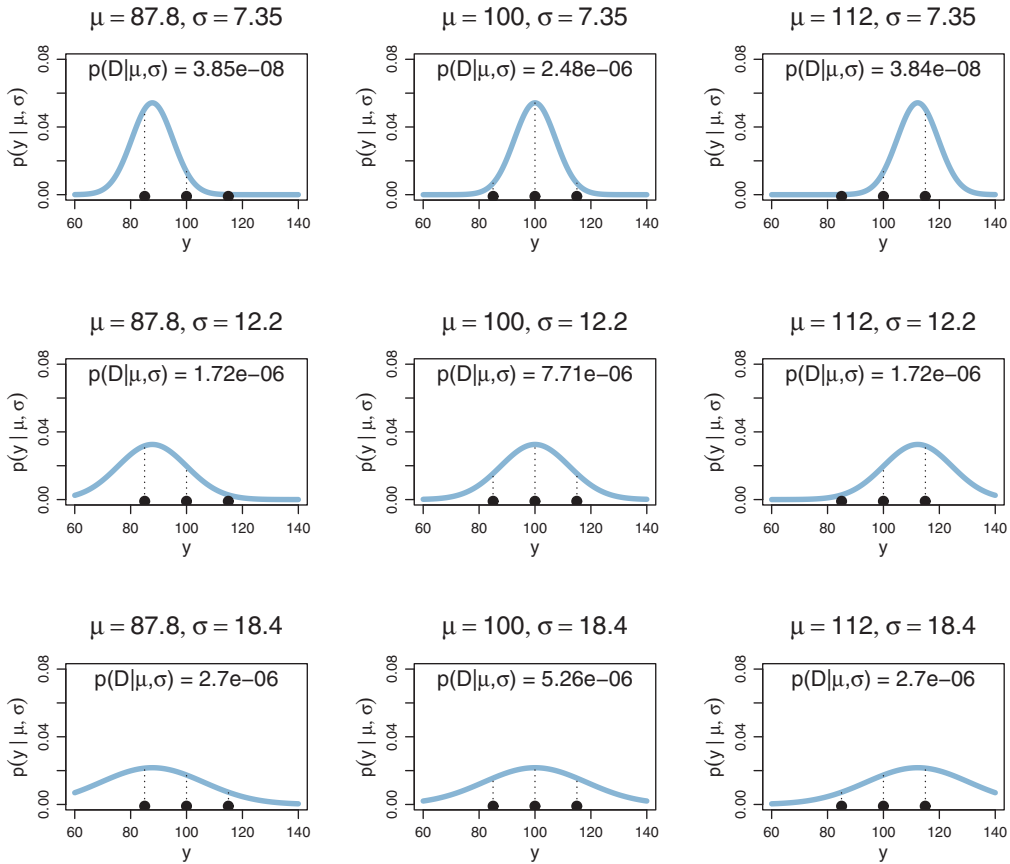 μ = 87.8, σ = 7.35
p(D|μ,σ) = 3.85e−08
p(y | μ, σ)
0.00 0.04 0.08
60 80 100 120 140
y
μ = 100, σ = 7.35
p(D|μ,σ) = 2.48e−06
p(y | μ, σ)
0.00 0.04 0.08
60 80 100 120 140
y
μ = 112, σ = 7.35
p(D|μ,σ) = 3.84e−08
p(y | μ, σ)
0.00 0.04 0.08
60 80 100 120 140
y
μ = 87.8, σ = 12.2
p(D|μ,σ) = 1.72e−06
p(y | μ, σ)
0.00 0.04 0.08
60 80 100 120 140
y
μ = 100, σ = 12.2
p(D|μ,σ) = 7.71e−06
p(y | μ, σ)
0.00 0.04 0.08
60 80 100 120 140
y
μ = 112, σ = 12.2
p(D|μ,σ) = 1.72e−06
p(y | μ, σ)
0.00 0.04 0.08
60 80 100 120 140
y
μ = 87.8, σ = 18.4
p(D|μ,σ) = 2.7e−06
p(y | μ, σ)
0.00 0.04 0.08
60 80 100 120 140
y
μ = 100, σ = 18.4
p(D|μ,σ) = 5.26e−06
p(y | μ, σ)
0.00 0.04 0.08
60 80 100 120 140
y
μ = 112, σ = 18.4
p(D|μ,σ) = 2.7e−06
p(y | μ, σ)
0.00 0.04 0.08
60 80 100 120 140
y